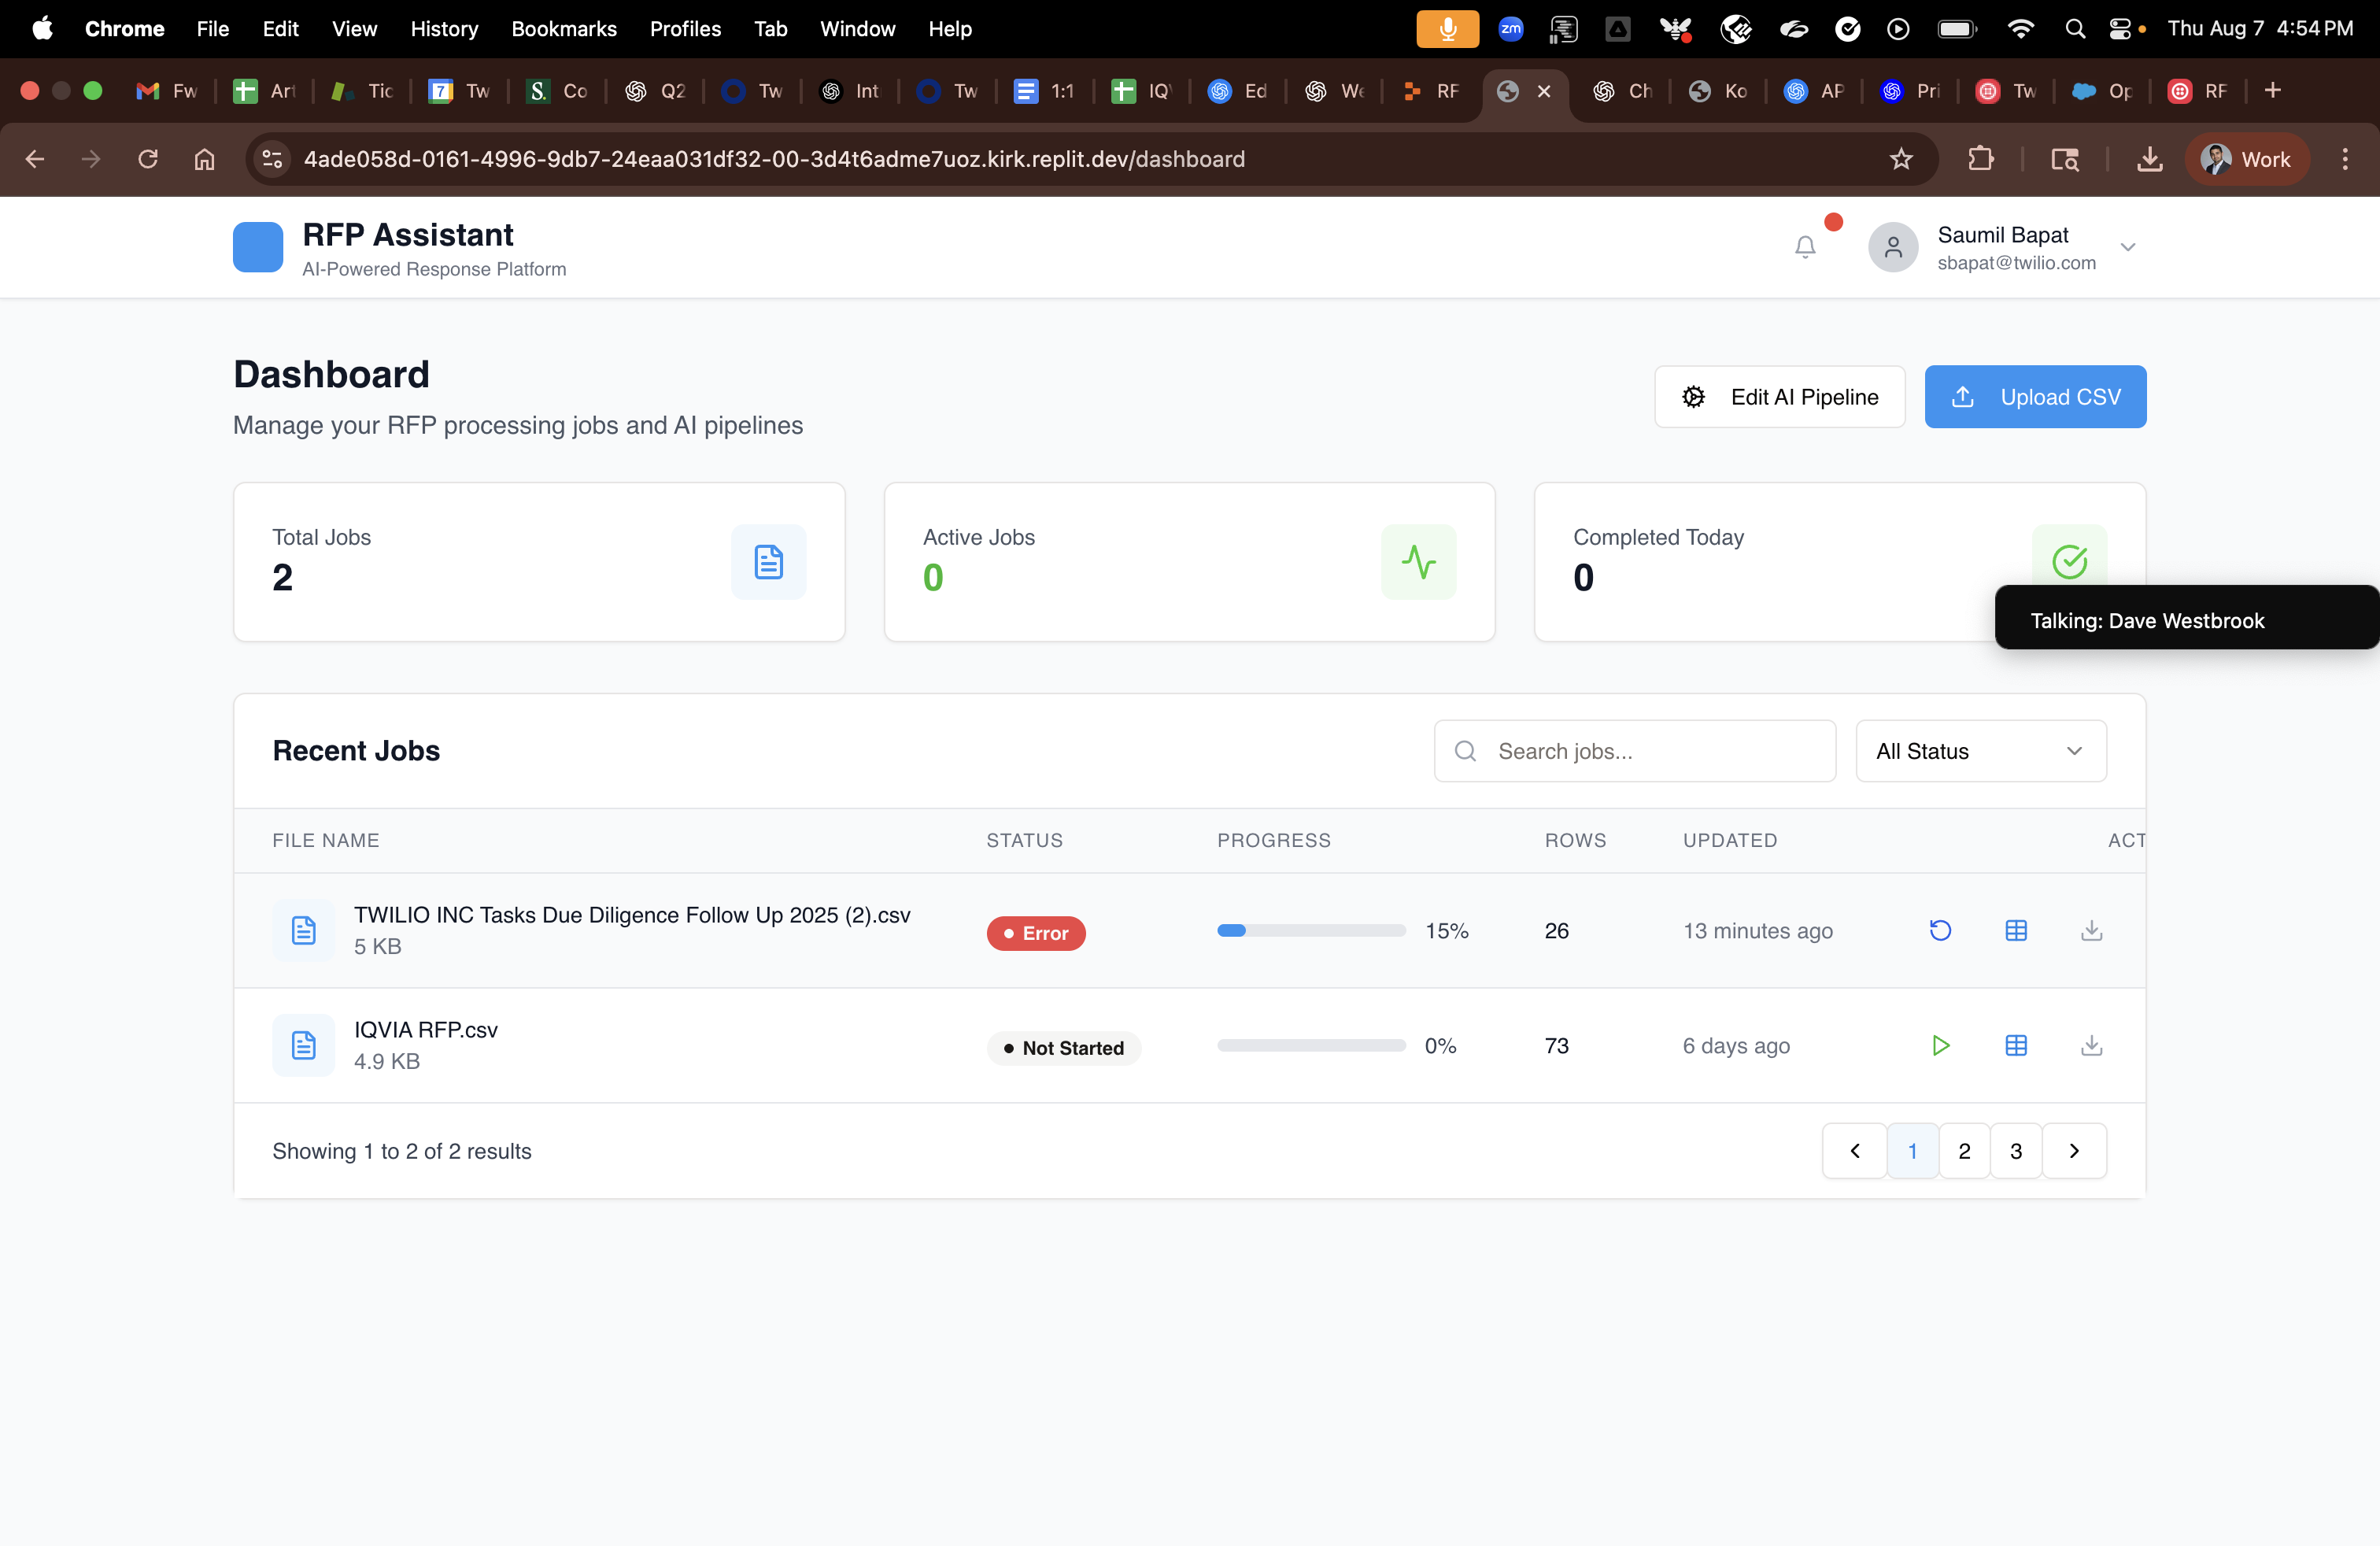 Chrome File Edit View History Bookmarks Profiles Tab Window Help zm Thu Aug 7 4:54 PM
Fw Art Tic 7 Tw S. Co Q2 Tw Int Tw 1:1 IQV Ed We RF Ch Ko AP Pri Tw Op RF
4ade058d-0161-4996-9db7-24eaa031df32-00-3d4t6adme7uoz.kirk.replit.dev/dashboard Work
RFP Assistant
AI-Powered Response Platform
Saumil Bapat
sbapat@twilio.com
Dashboard
Manage your RFP processing jobs and AI pipelines
Edit AI Pipeline
Upload CSV
Total Jobs
2
Active Jobs
0
Completed Today
0
Talking: Dave Westbrook
Recent Jobs
Search jobs...
All Status
FILE NAME STATUS PROGRESS ROWS UPDATED ACT
TWILIO INC Tasks Due Diligence Follow Up 2025 (2).csv
5 KB
Error 15% 26 13 minutes ago
IQVIA RFP.csv
4.9 KB
Not Started 0% 73 6 days ago
Showing 1 to 2 of 2 results
1 2 3